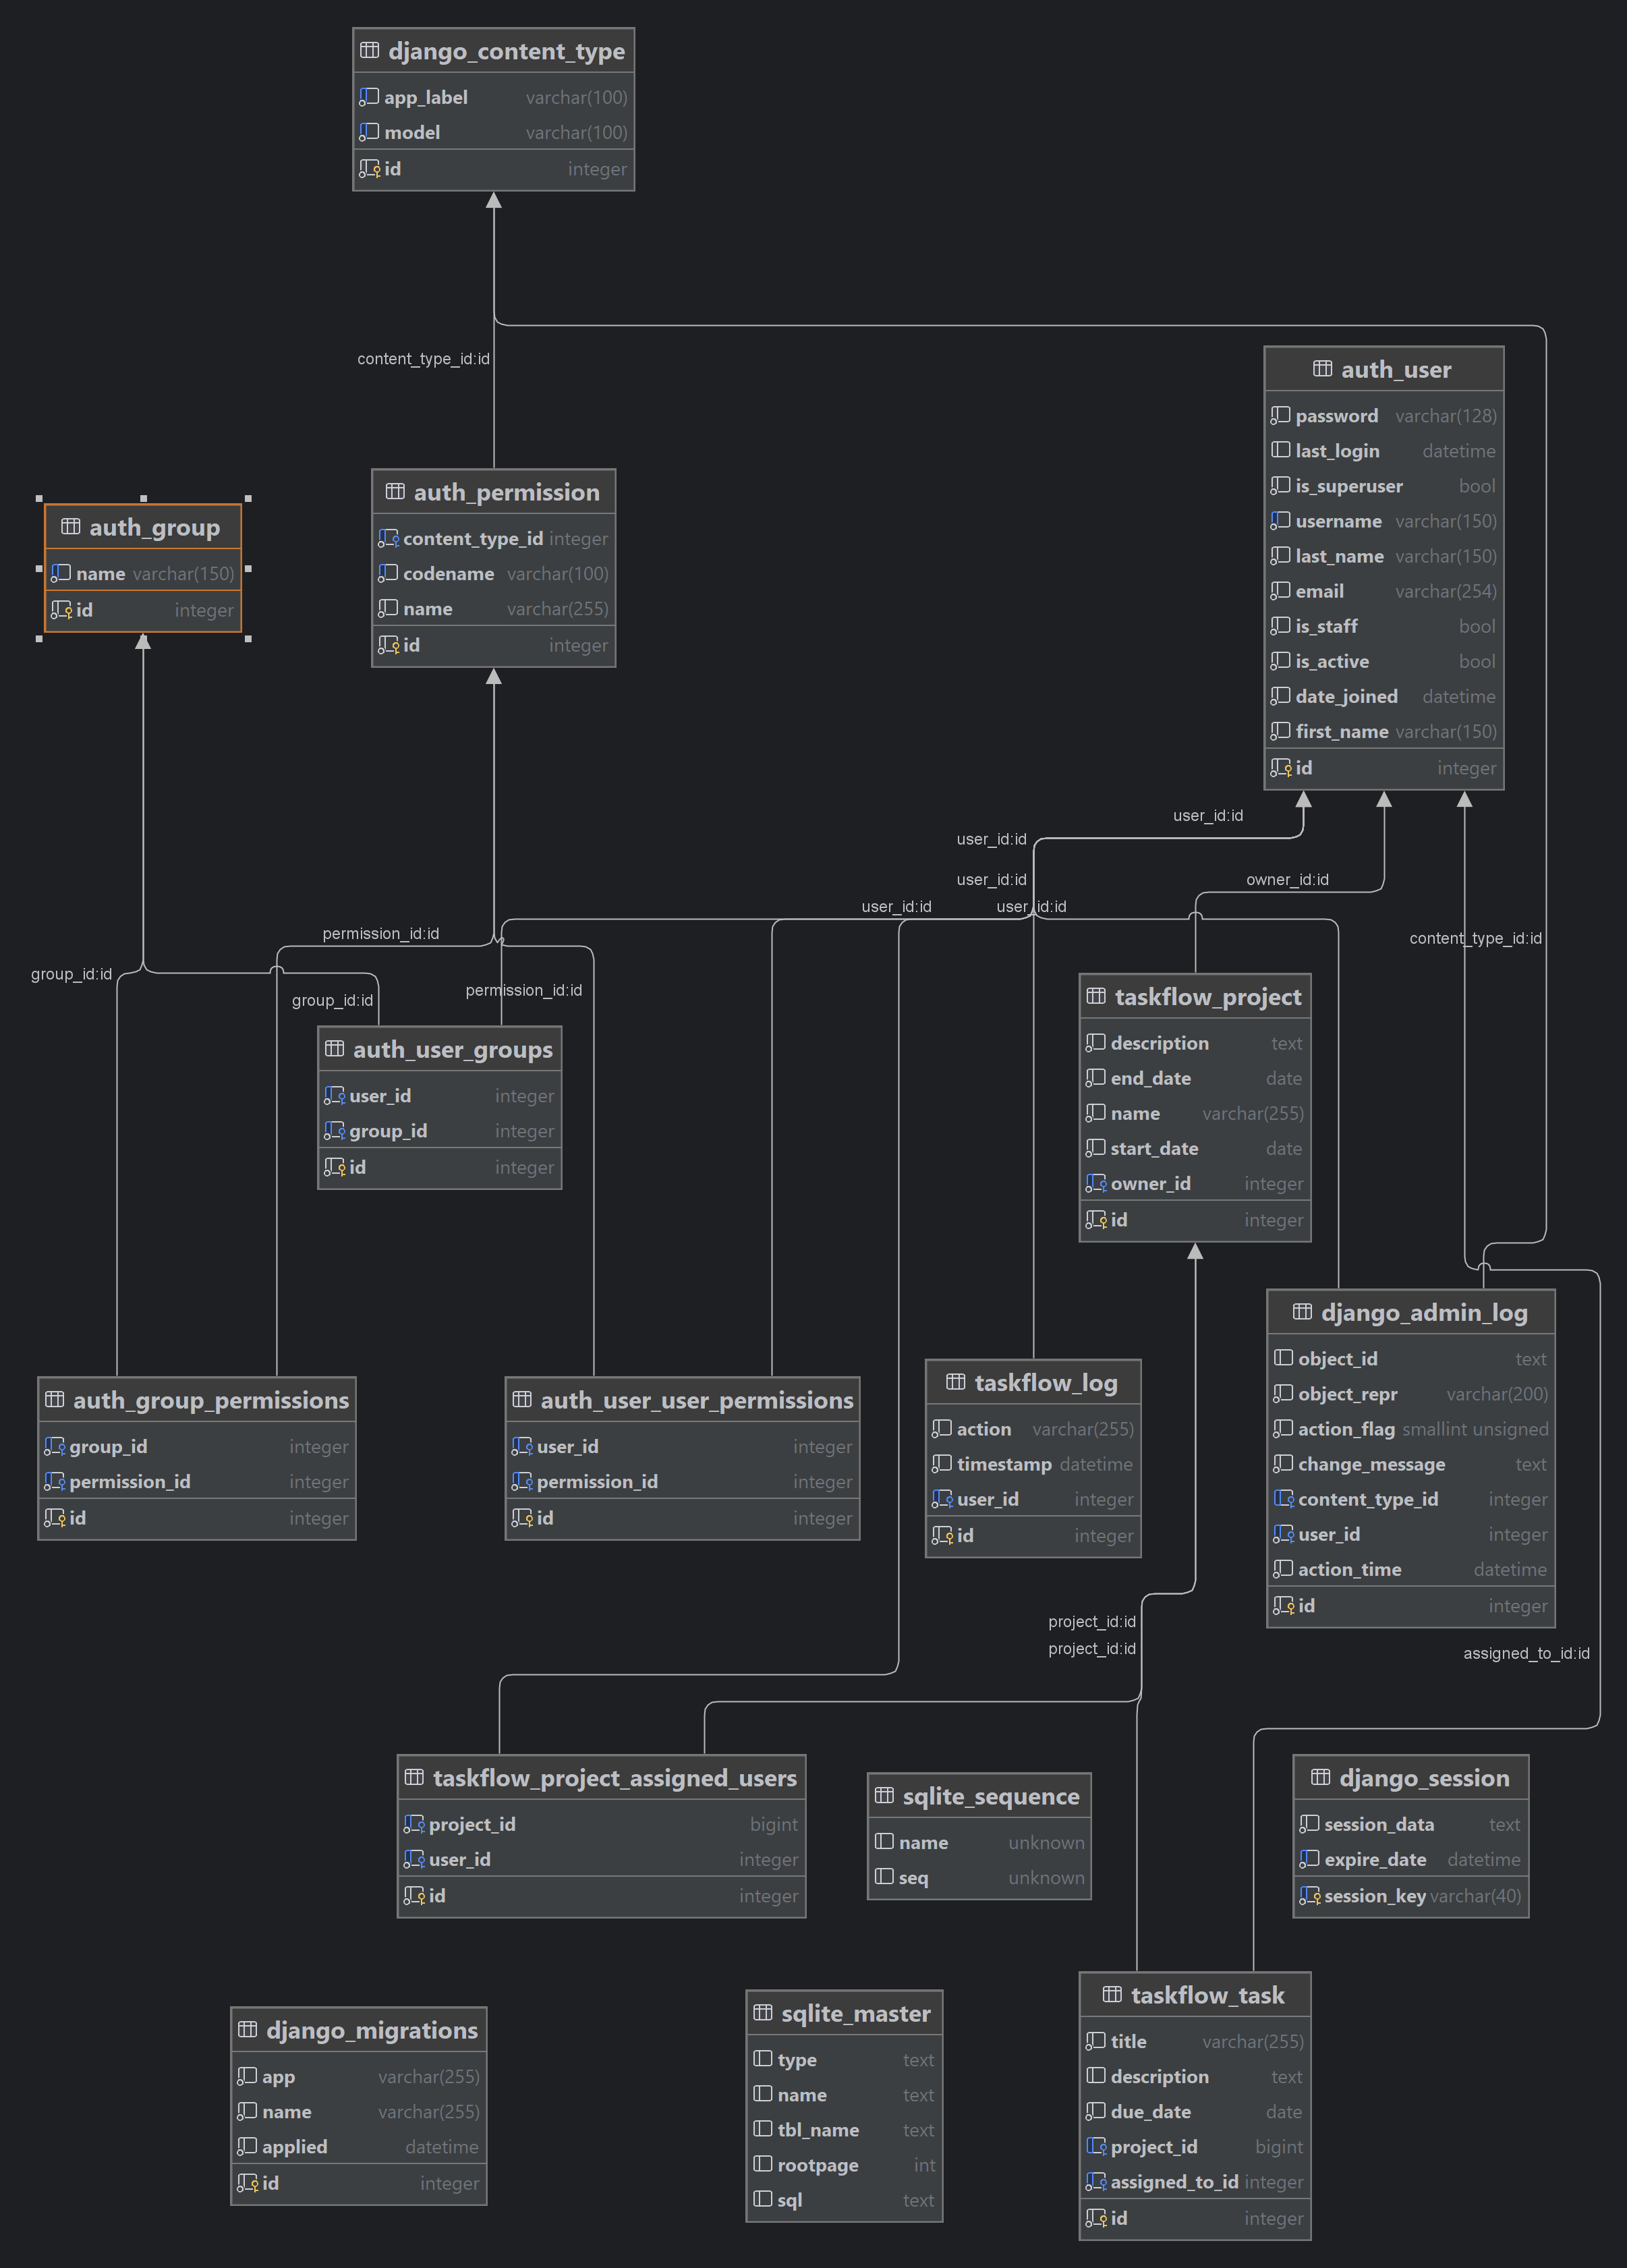 django_content_type
app_label varchar(100)
model varchar(100)
id integer
content_type_id:id
auth_user
password varchar(128)
last_login datetime
is_superuser bool
username varchar(150)
last_name varchar(150)
email varchar(254)
is_staff bool
is_active bool
date_joined datetime
first_name varchar(150)
id integer
auth_permission
content_type_id integer
codename varchar(100)
name varchar(255)
id integer
auth_group
name varchar(150)
id integer
user_id:id
user_id:id
user_id:id
owner_id:id
user_id:id
user_id:id
permission_id:id
content_type_id:id
group_id:id
permission_id:id
group_id:id
taskflow_project
description text
end_date date
name varchar(255)
start_date date
owner_id integer
id integer
auth_user_groups
user_id integer
group_id integer
id integer
django_admin_log
object_id text
object_repr varchar(200)
action_flag smallint unsigned
change_message text
content_type_id integer
user_id integer
action_time datetime
id integer
taskflow_log
action varchar(255)
timestamp datetime
user_id integer
id integer
auth_group_permissions
group_id integer
permission_id integer
id integer
auth_user_user_permissions
user_id integer
permission_id integer
id integer
project_id:id
project_id:id
assigned_to_id:id
taskflow_project_assigned_users
project_id bigint
user_id integer
id integer
sqlite_sequence
name unknown
seq unknown
django_session
session_data text
expire_date datetime
session_key varchar(40)
taskflow_task
title varchar(255)
description text
due_date date
project_id bigint
assigned_to_id integer
id integer
sqlite_master
type text
name text
tbl_name text
rootpage int
sql text
django_migrations
app varchar(255)
name varchar(255)
applied datetime
id integer